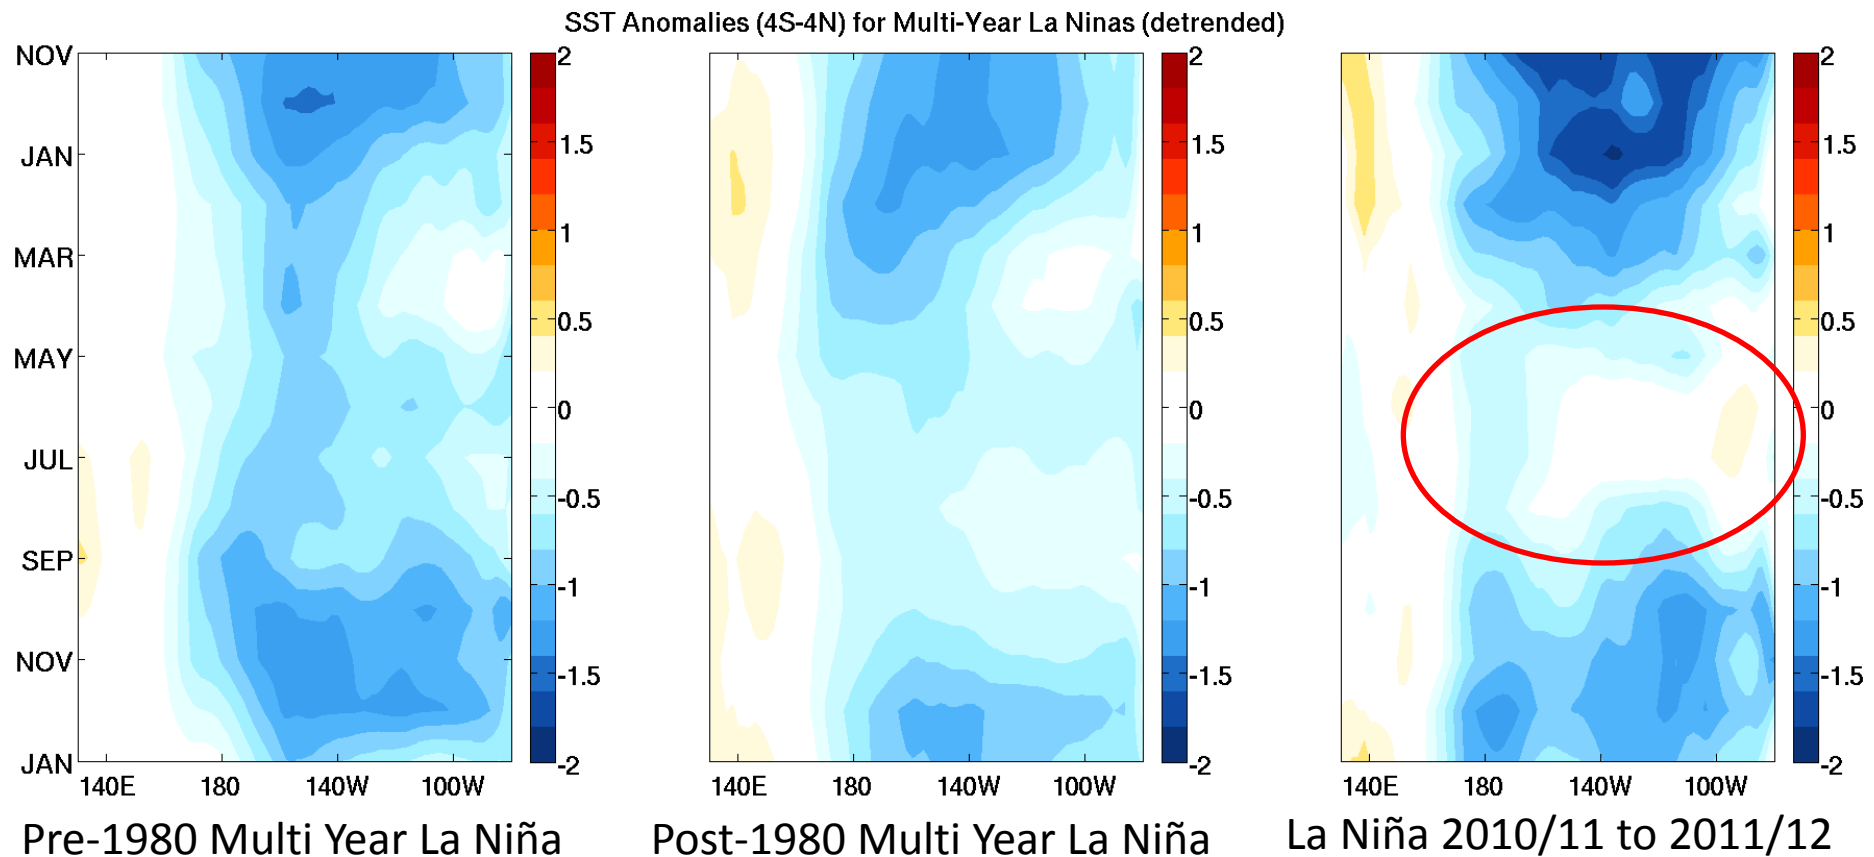 SST Anomalies (4S-4N) for Multi-Year La Ninas (detrended)
NOV
JAN
MAR
MAY
JUL
SEP
NOV
JAN
140E 180 140W 100W
2
1.5
1
0.5
0
-0.5
-1
-1.5
-2
140E 180 140W 100W
2
1.5
1
0.5
0
-0.5
-1
-1.5
-2
140E 180 140W 100W
2
1.5
1
0.5
0
-0.5
-1
-1.5
-2
Pre-1980 Multi Year La Niña
Post-1980 Multi Year La Niña
La Niña 2010/11 to 2011/12